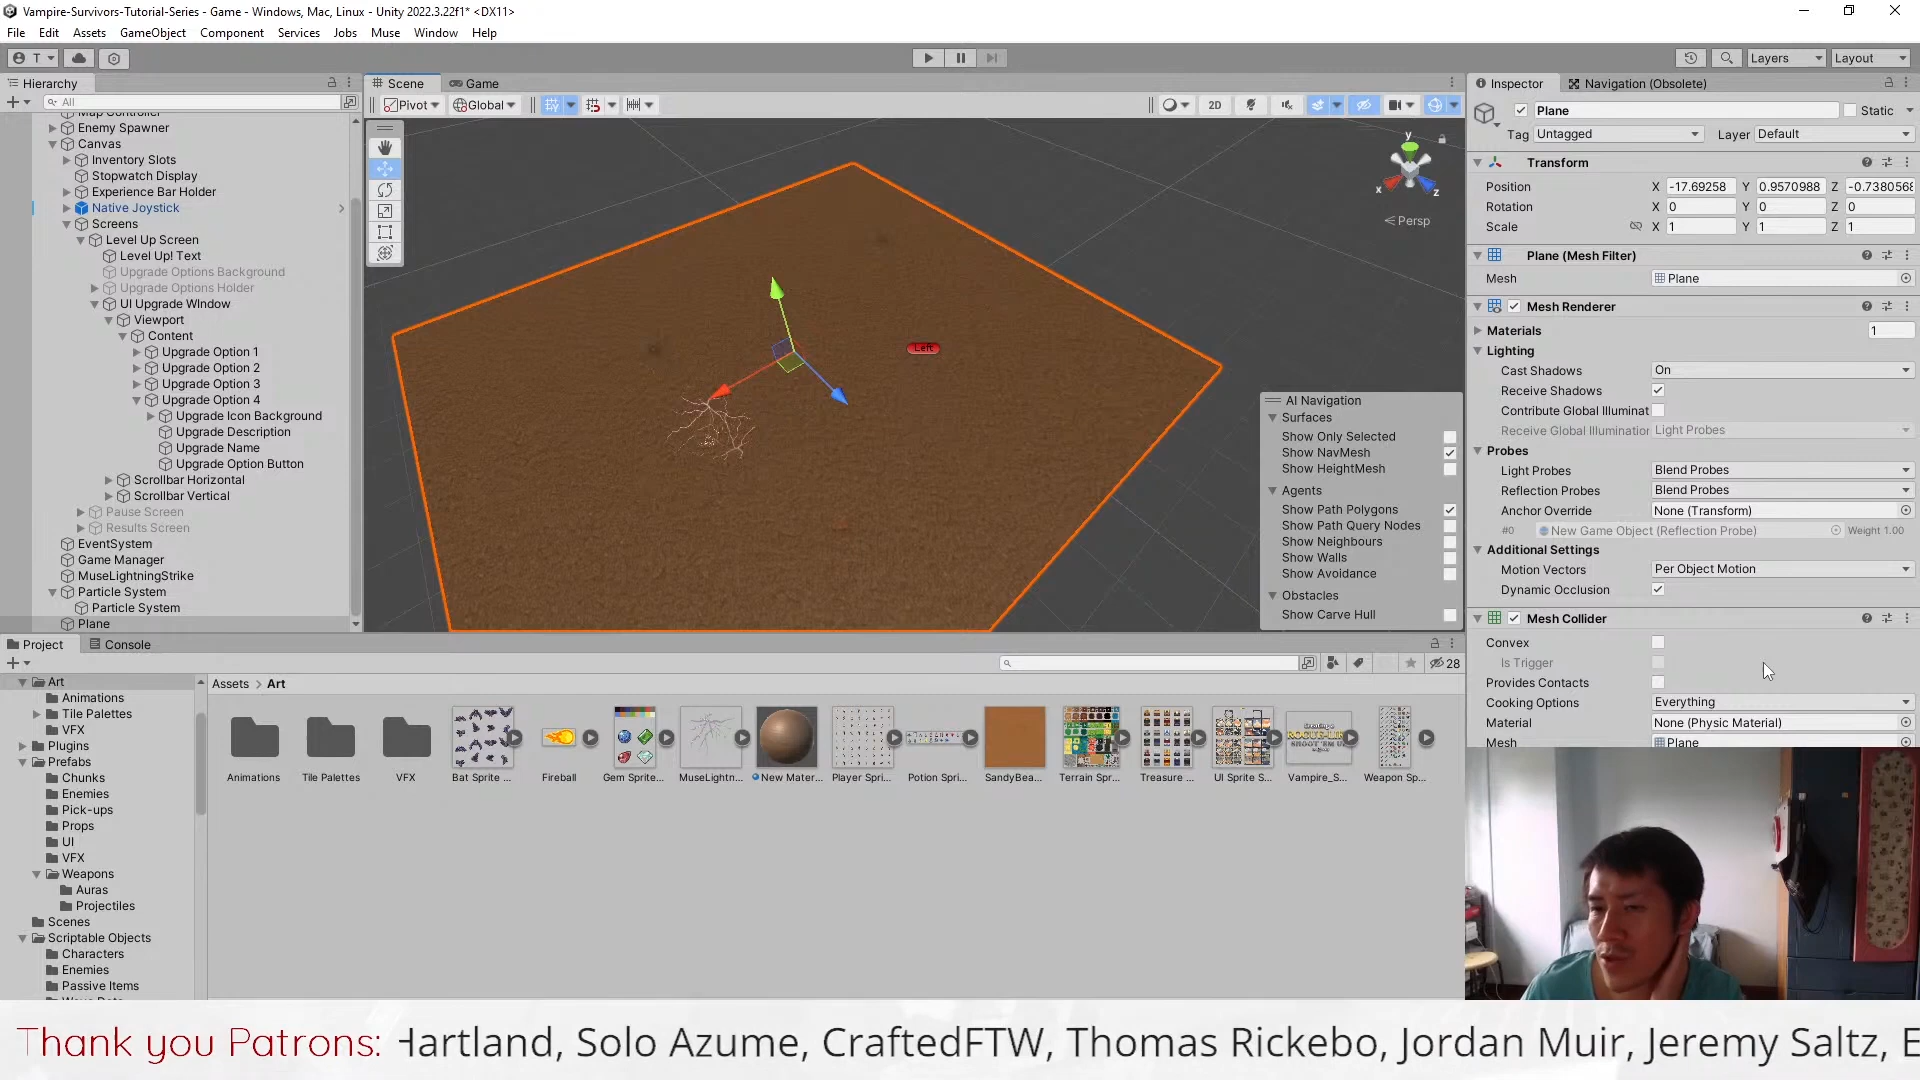 Vampire-Survivors-Tutorial-Series - Game - Windows, Mac, Linux - Unity 2022.3.22f1* <DX11>
File Edit Assets GameObject Component Services Jobs Muse Window Help
T Layers Layout
Hierarchy
All
Map Controller
Enemy Spawner
Canvas
Inventory Slots
Stopwatch Display
Experience Bar Holder
Native Joystick
Screens
Level Up Screen
Level Up! Text
Upgrade Options Background
Upgrade Options Holder
UI Upgrade WIndow
Viewport
Content
Upgrade Option 1
Upgrade Option 2
Upgrade Option 3
Upgrade Option 4
Upgrade Icon Background
Upgrade Description
Upgrade Name
Upgrade Option Button
Scrollbar Horizontal
Scrollbar Vertical
Pause Screen
Results Screen
EventSystem
Game Manager
MuseLightningStrike
Particle System
Particle System
Plane
Scene Game
Pivot Global 2D
y
x z
Persp
Left
AI Navigation
Surfaces
Show Only Selected
Show NavMesh
Show HeightMesh
Agents
Show Path Polygons
Show Path Query Nodes
Show Neighbours
Show Walls
Show Avoidance
Obstacles
Show Carve Hull
Inspector Navigation (Obsolete)
Plane Static
Tag Untagged Layer Default
Transform
Position X -17.69258 Y 0.9570988 Z -0.7380568
Rotation X 0 Y 0 Z 0
Scale X 1 Y 1 Z 1
Plane (Mesh Filter)
Mesh Plane
Mesh Renderer
Materials 1
Lighting
Cast Shadows On
Receive Shadows
Contribute Global Illuminat
Receive Global Illumination Light Probes
Probes
Light Probes Blend Probes
Reflection Probes Blend Probes
Anchor Override None (Transform)
#0 New Game Object (Reflection Probe) Weight 1.00
Additional Settings
Motion Vectors Per Object Motion
Dynamic Occlusion
Mesh Collider
Convex
Is Trigger
Provides Contacts
Cooking Options Everything
Material None (Physic Material)
Mesh Plane
Project Console
28
Art
Animations
Tile Palettes
VFX
Plugins
Prefabs
Chunks
Enemies
Pick-ups
Props
UI
VFX
Weapons
Auras
Projectiles
Scenes
Scriptable Objects
Characters
Enemies
Passive Items
Assets > Art
Animations Tile Palettes VFX Bat Sprite ... Fireball Gem Sprite... MuseLightn... New Mater... Player Spri... Potion Spri... SandyBea... Terrain Spr... Treasure ... UI Sprite S... Vampire_S... Weapon Sp...
Thank you Patrons: Hartland, Solo Azume, CraftedFTW, Thomas Rickebo, Jordan Muir, Jeremy Saltz, E